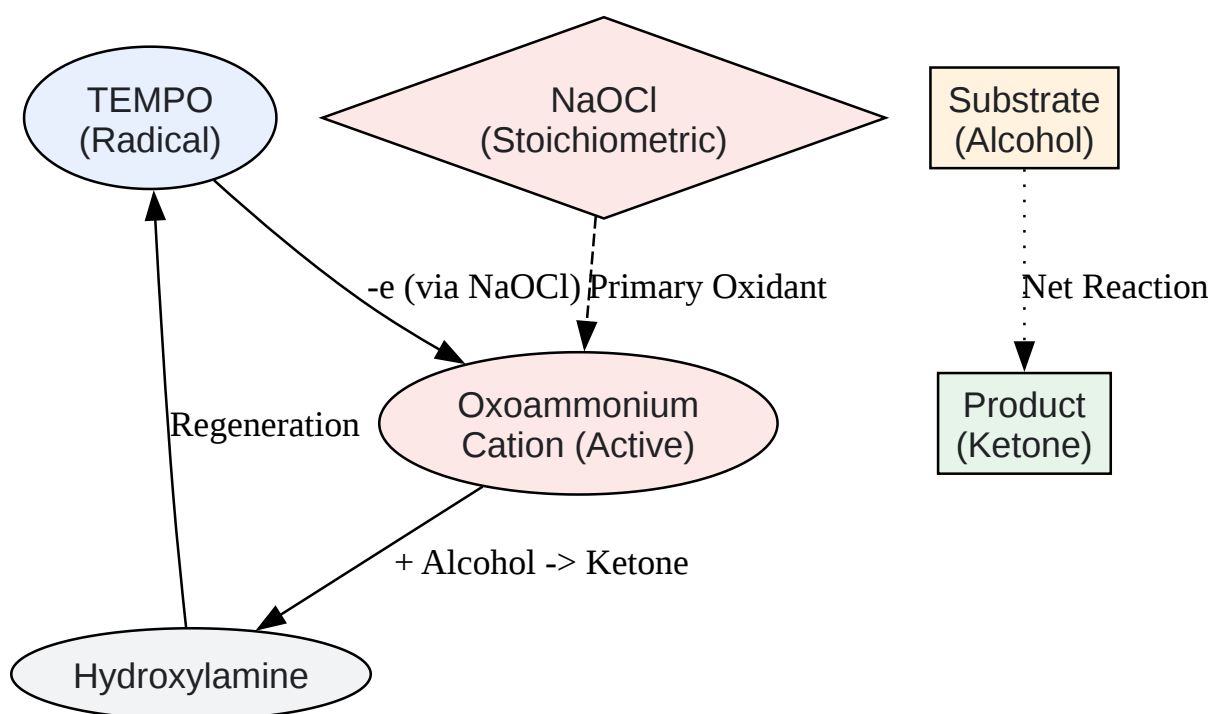 TEMPO
(Radical)
NaOCl
(Stoichiometric)
Substrate
(Alcohol)
-e (via NaOCl)
Primary Oxidant
Net Reaction
Regeneration
Oxoammonium
Cation (Active)
Product
(Ketone)
+ Alcohol -> Ketone
Hydroxylamine